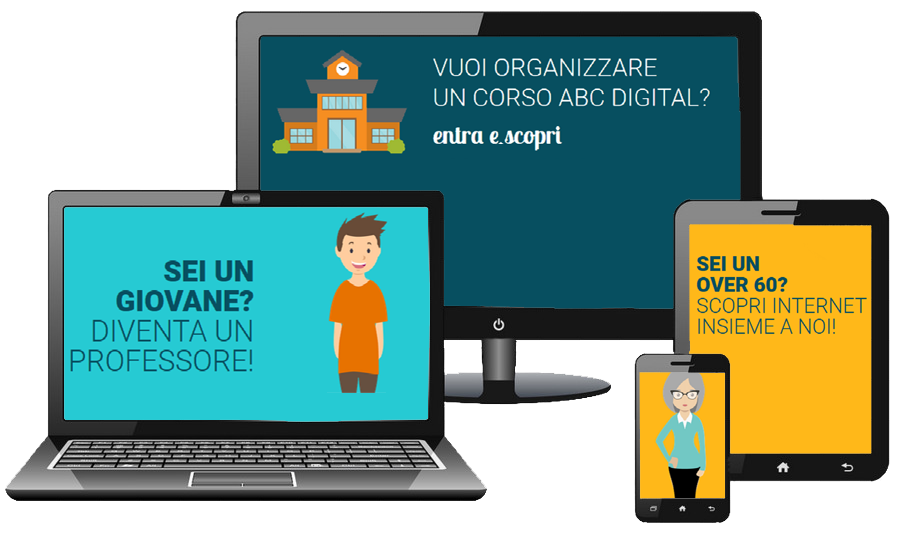 VUOI ORGANIZZARE
UN CORSO ABC DIGITAL?
entra e scopri
SEI UN
GIOVANE?
DIVENTA UN
PROFESSORE!
SEI UN
OVER 60?
SCOPRI INTERNET
INSIEME A NOI!